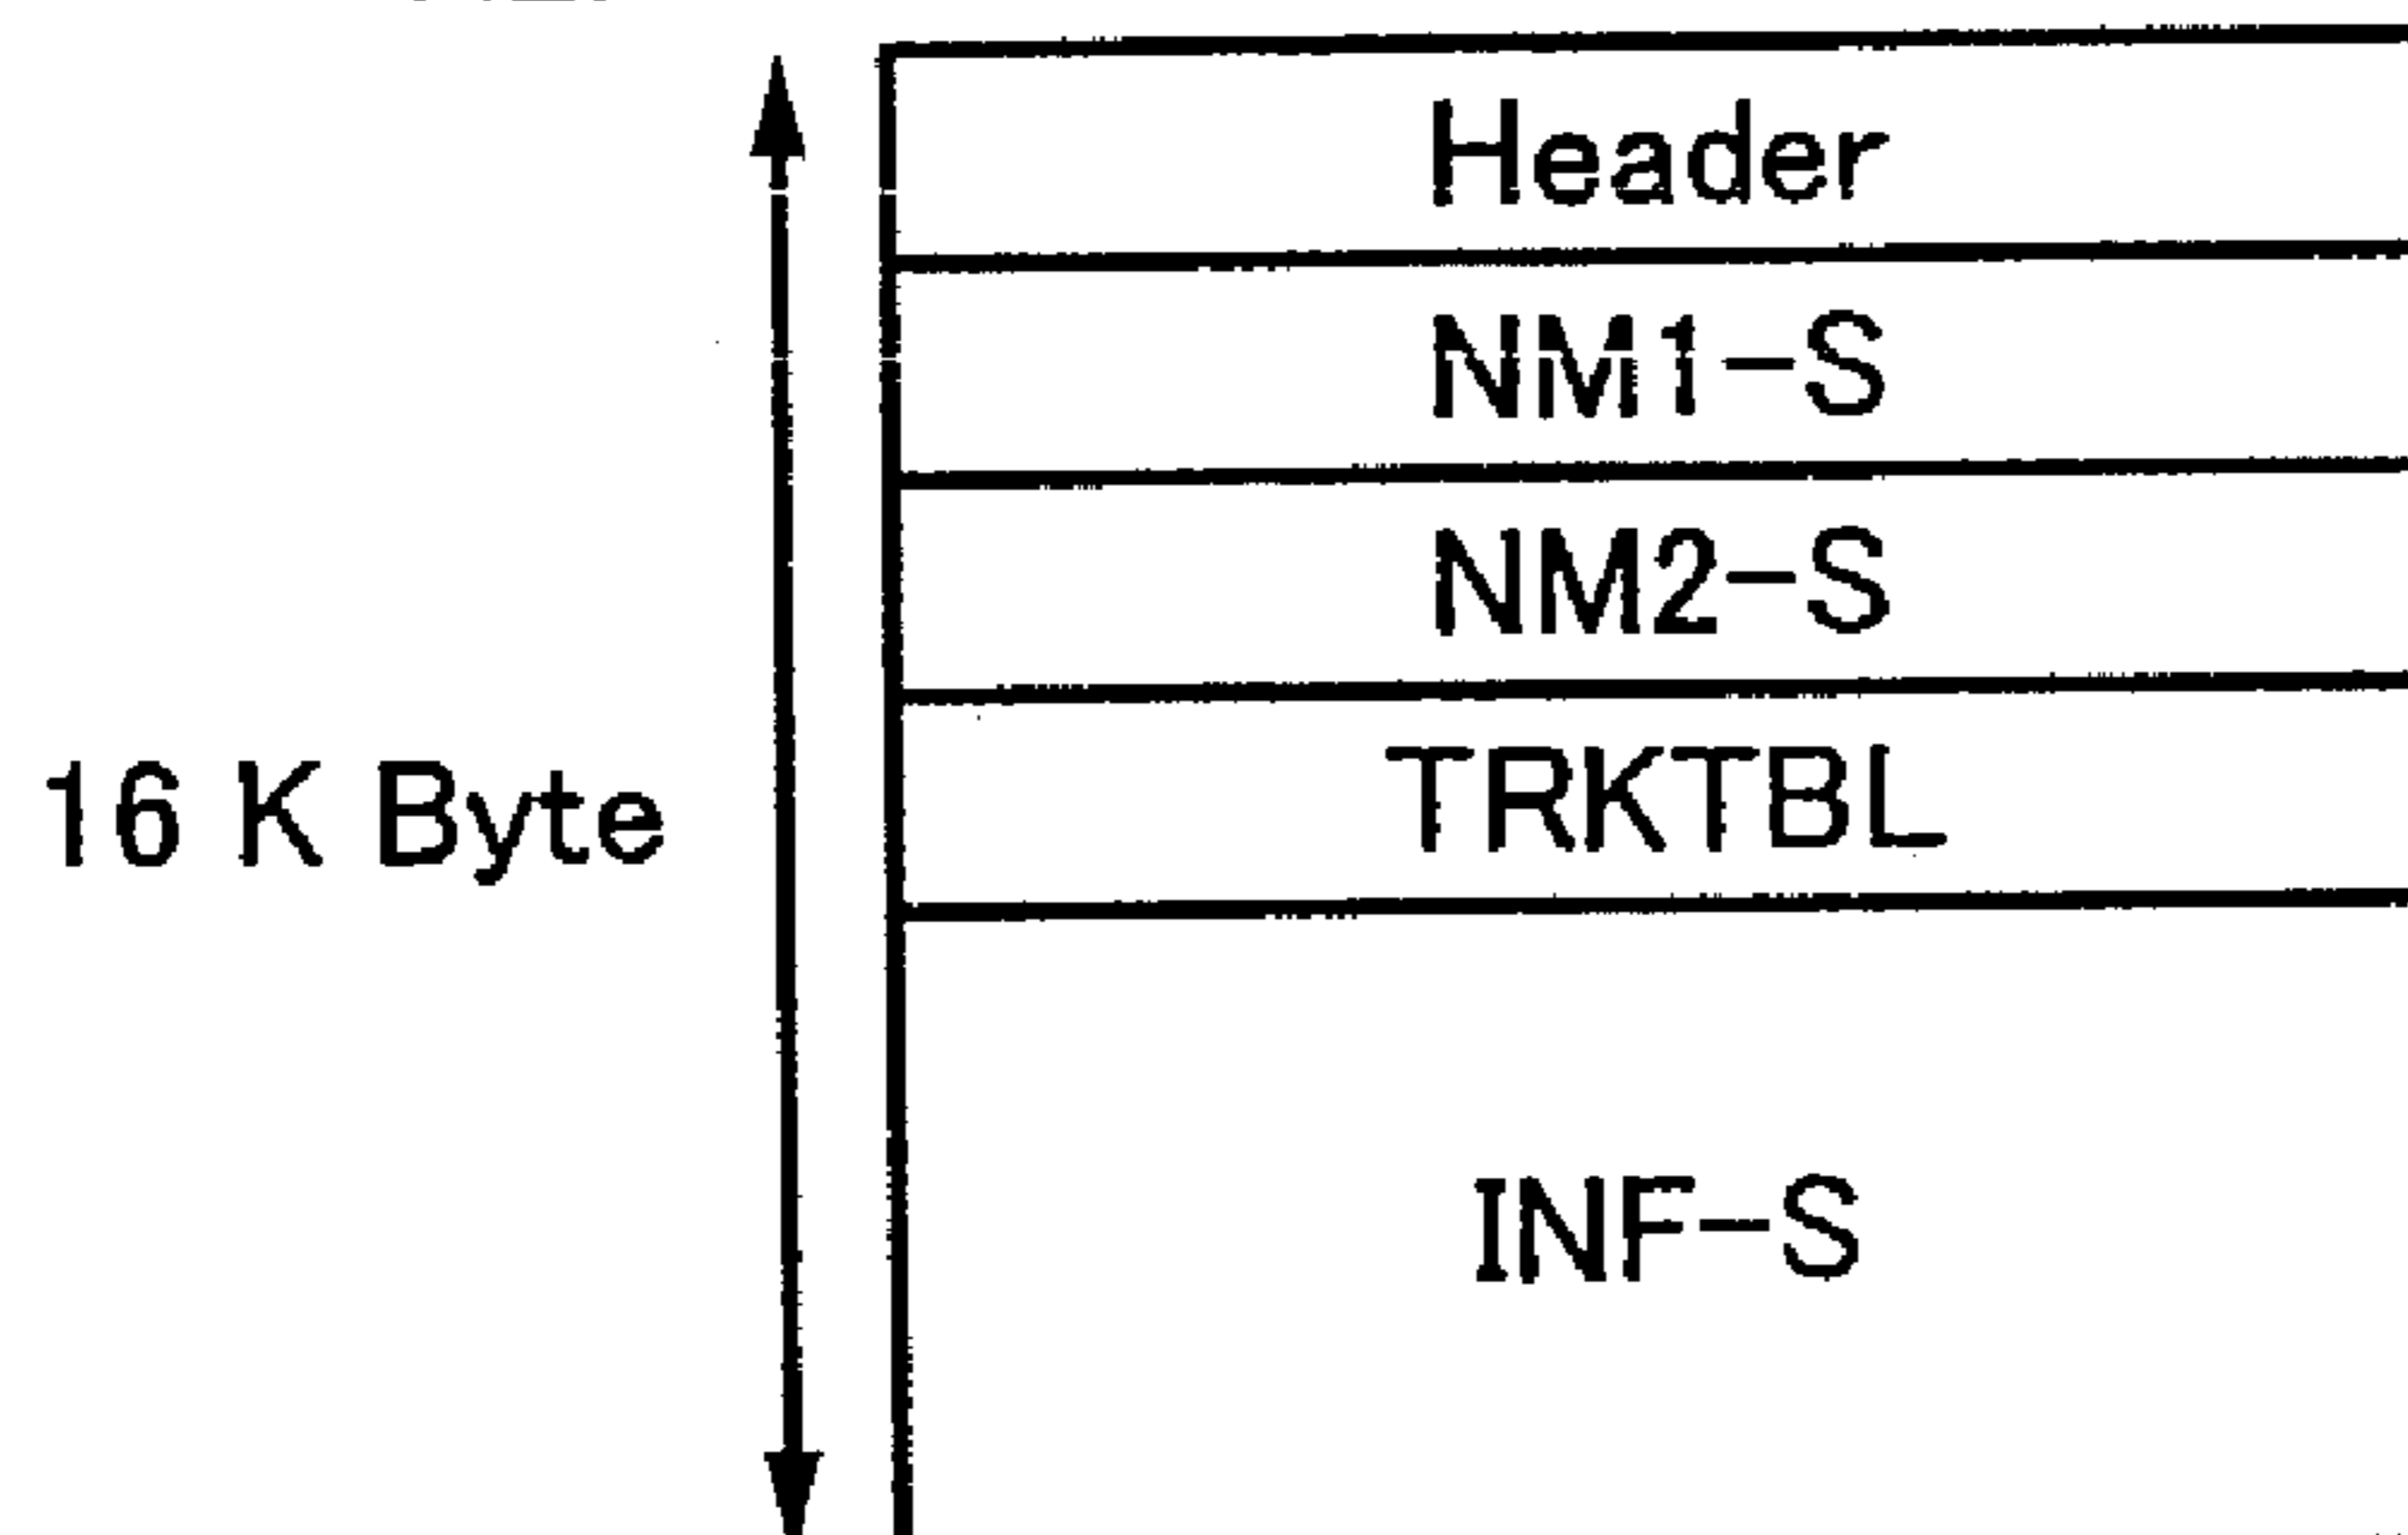 Header
NM1-S
NM2-S
16 K Byte
TRKTBL
INF-S